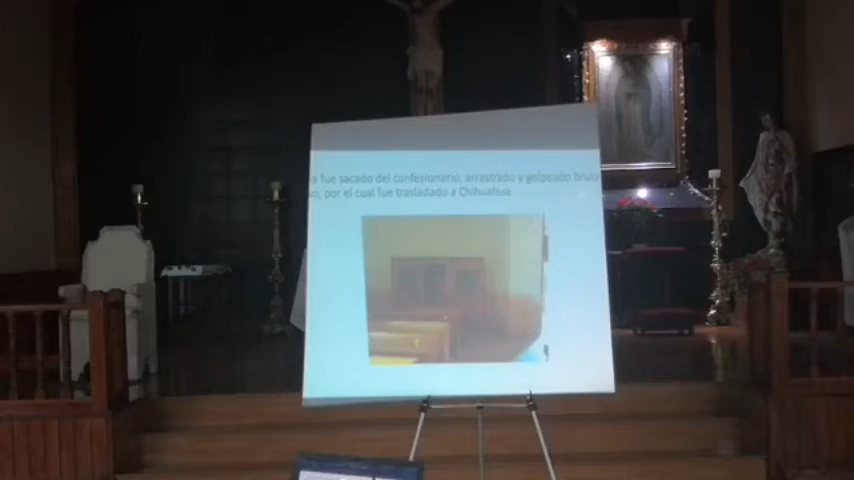 fue sacado del confesionario, arrastrado y golpeado
por el cual fue trasladado a Chihuahua